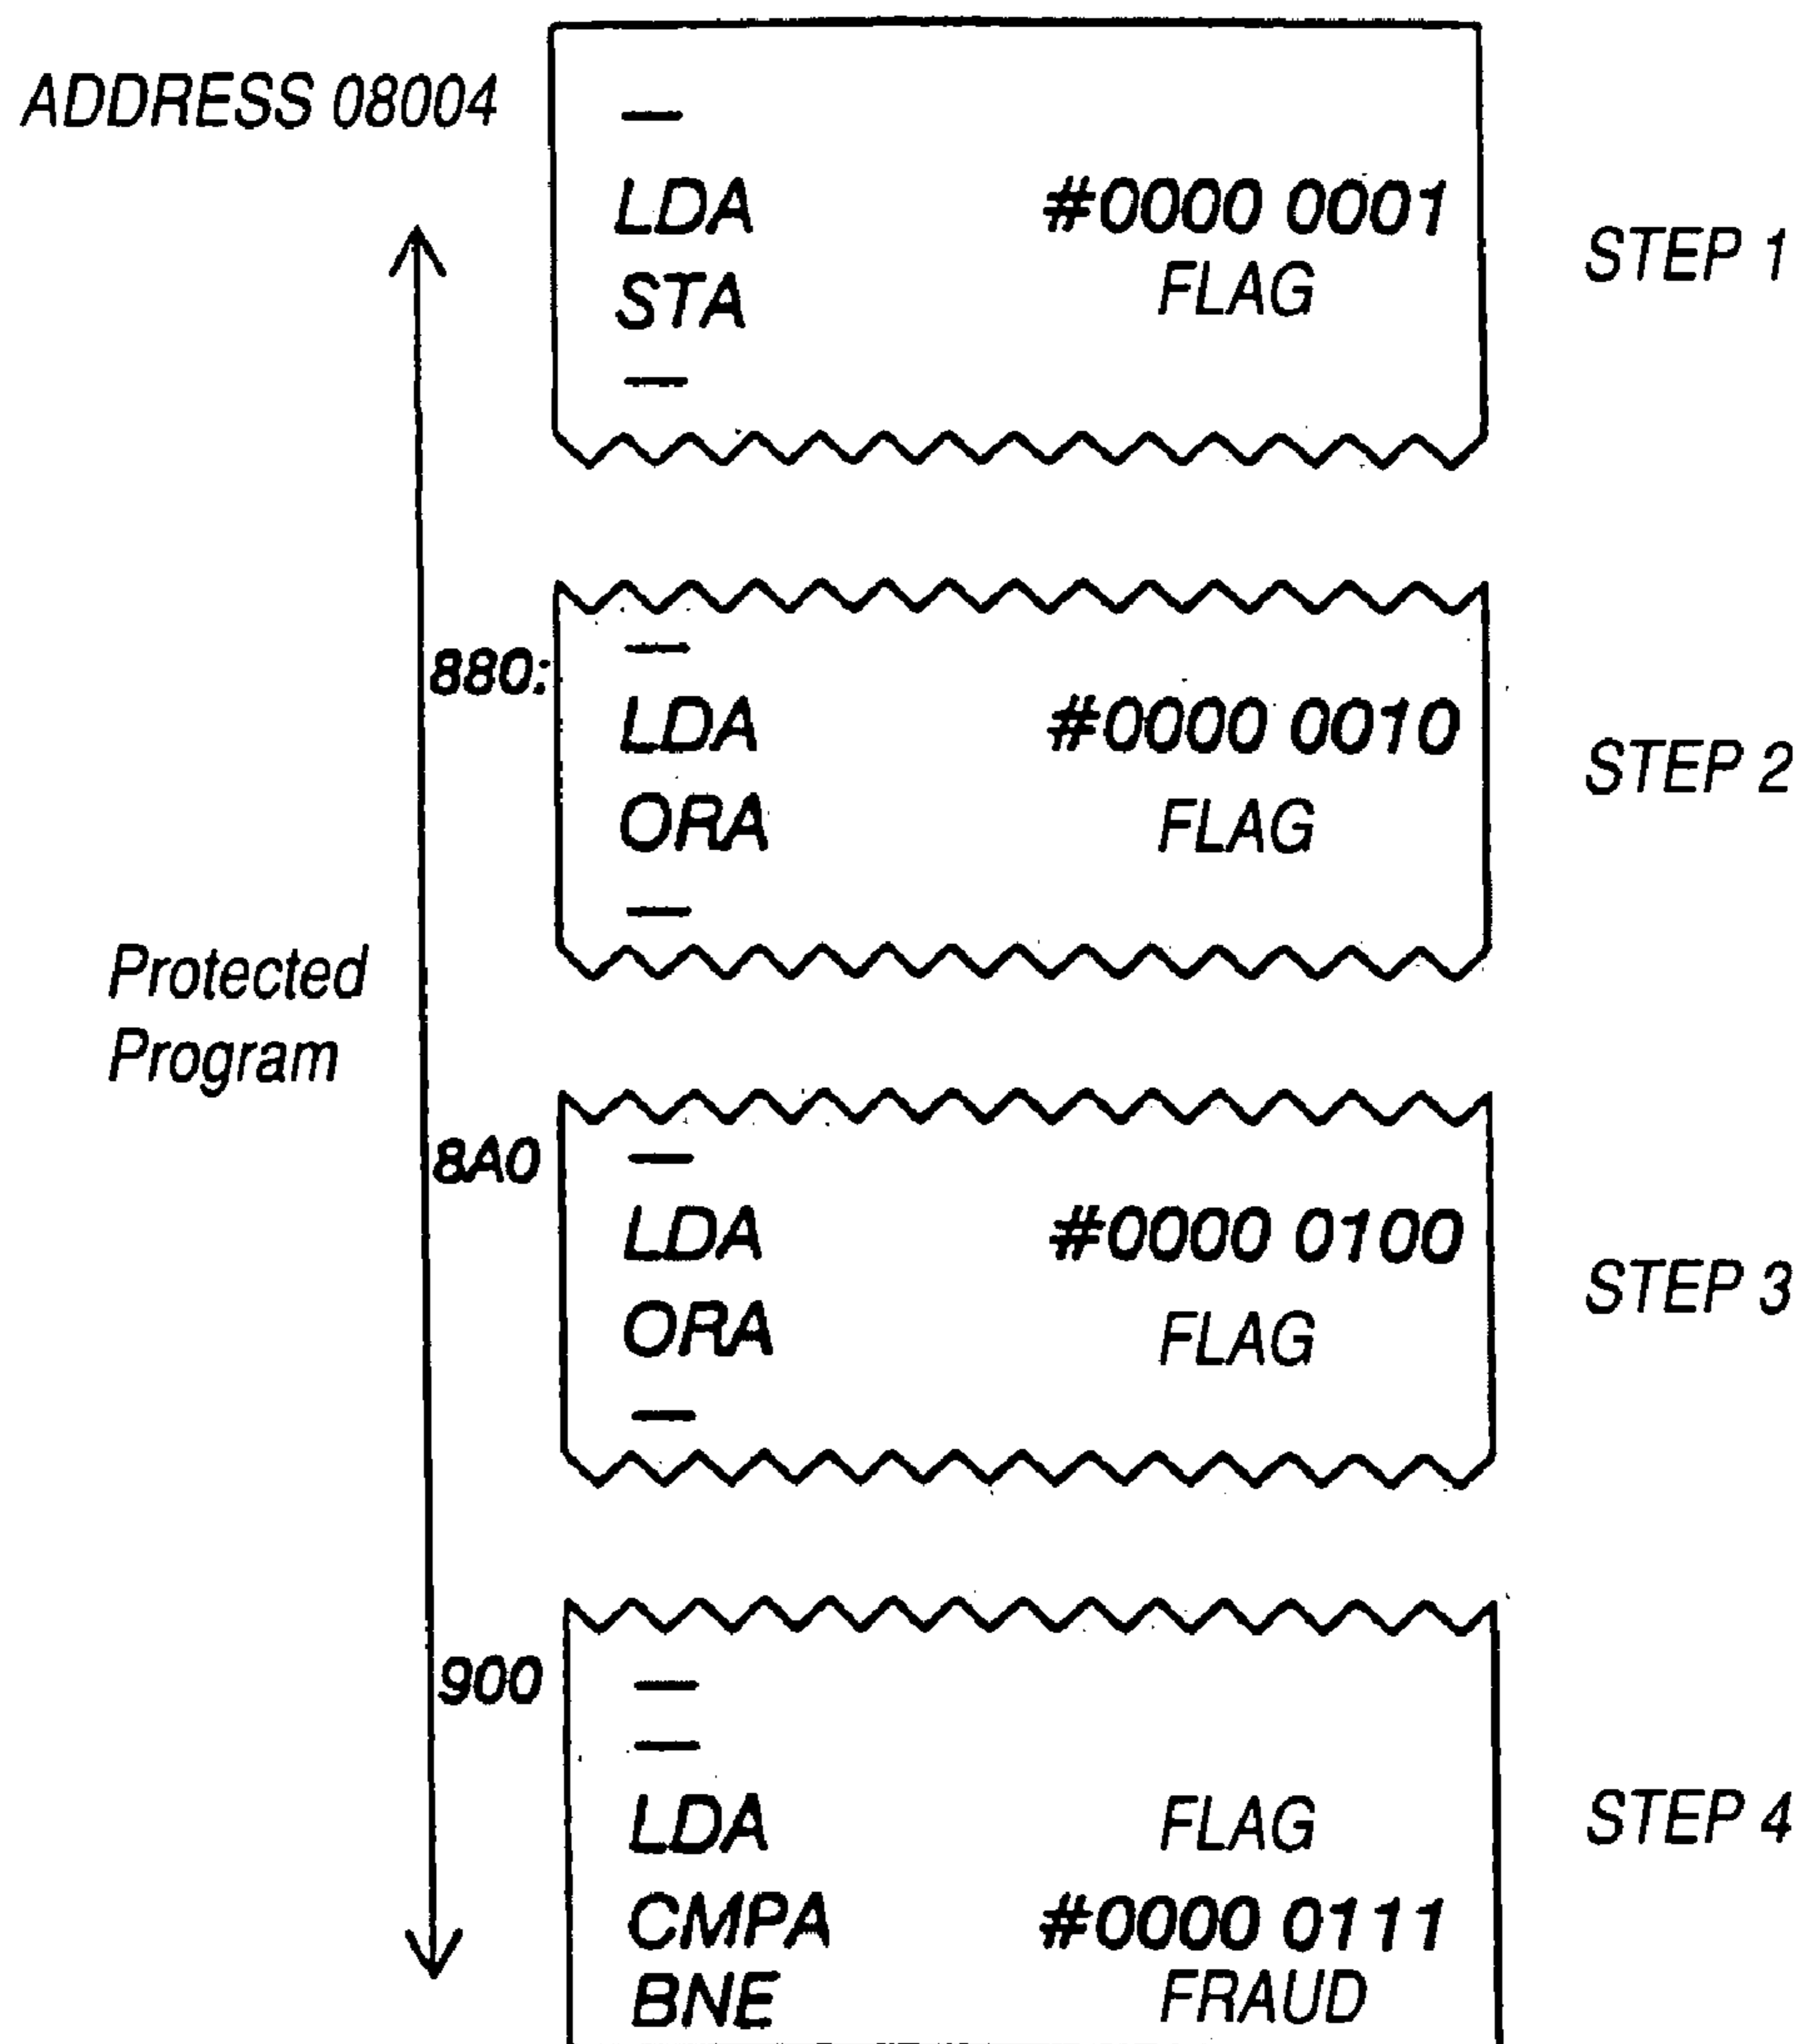 ADDRESS 08004
—
LDA #0000 0001
STA FLAG
—
STEP 1
880:
—
LDA #0000 0010
ORA FLAG
—
STEP 2
Protected
Program
8A0
—
LDA #0000 0100
ORA FLAG
—
STEP 3
900
—
—
LDA FLAG
CMPA #0000 0111
BNE FRAUD
STEP 4